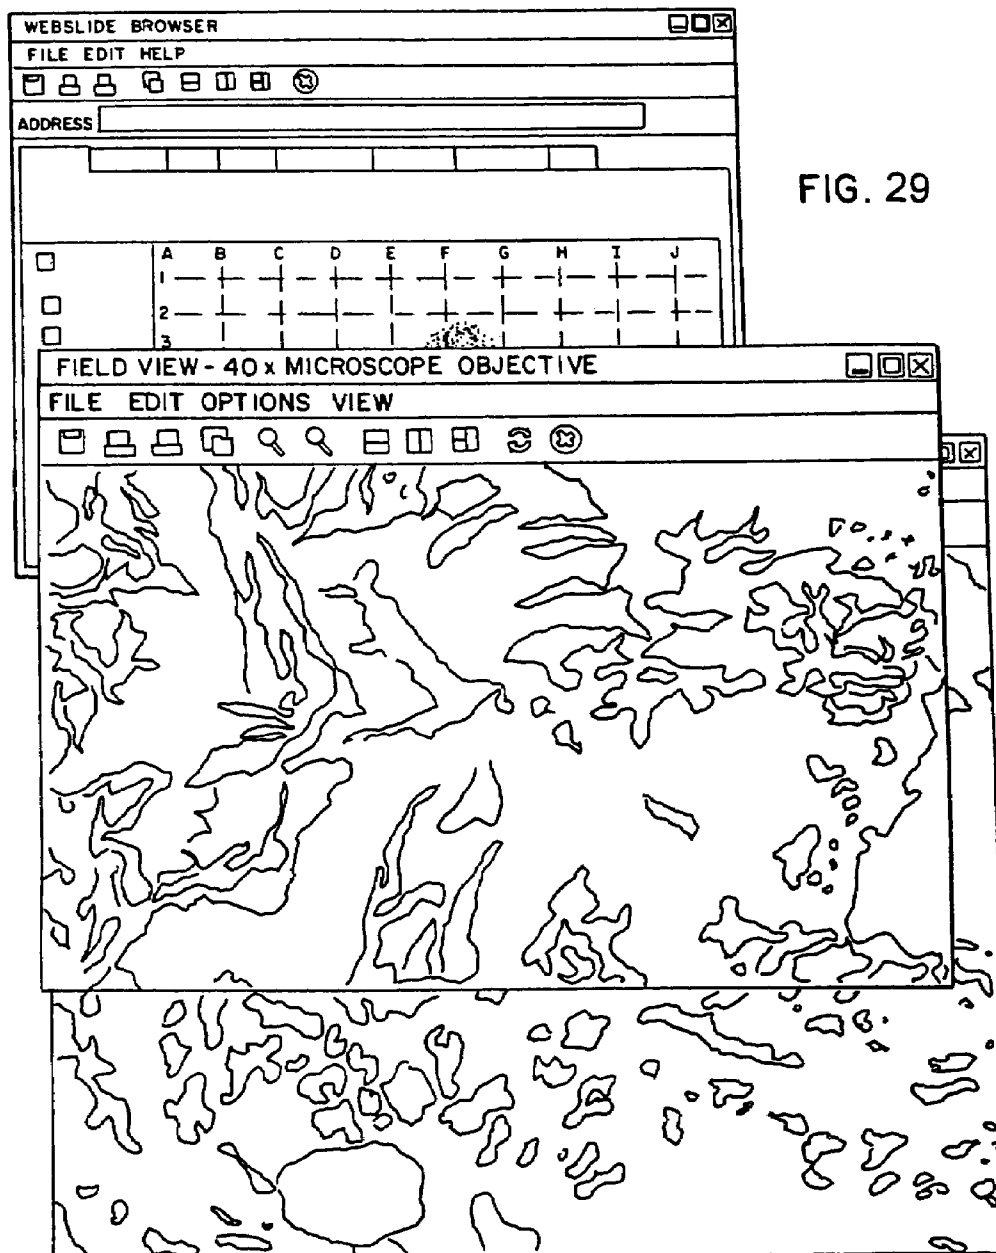 WEBSLIDE BROWSER
FILE EDIT HELP
ADDRESS
FIG. 29
A B C D E F G H I J
1
2
3
FIELD VIEW - 40x MICROSCOPE OBJECTIVE
FILE EDIT OPTIONS VIEW